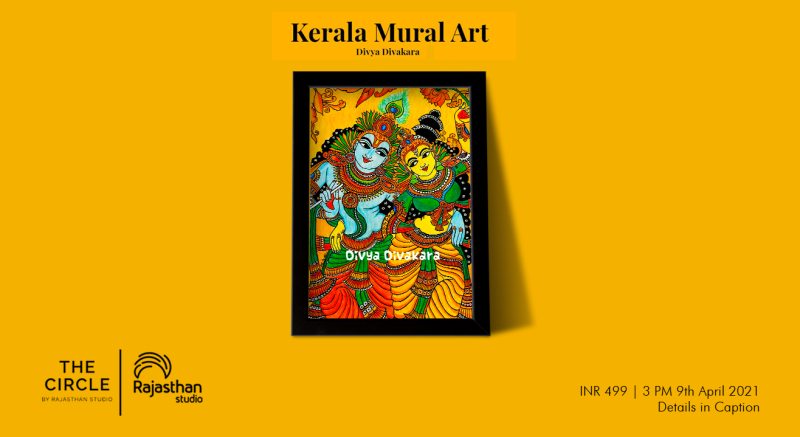 Kerala Mural Art
Divya Divakara
Divya Divakara
THE
CIRCLE
BY RAJASTHAN STUDIO
Rajasthan
studio
INR 499 | 3 PM 9th April 2021
Details in Caption